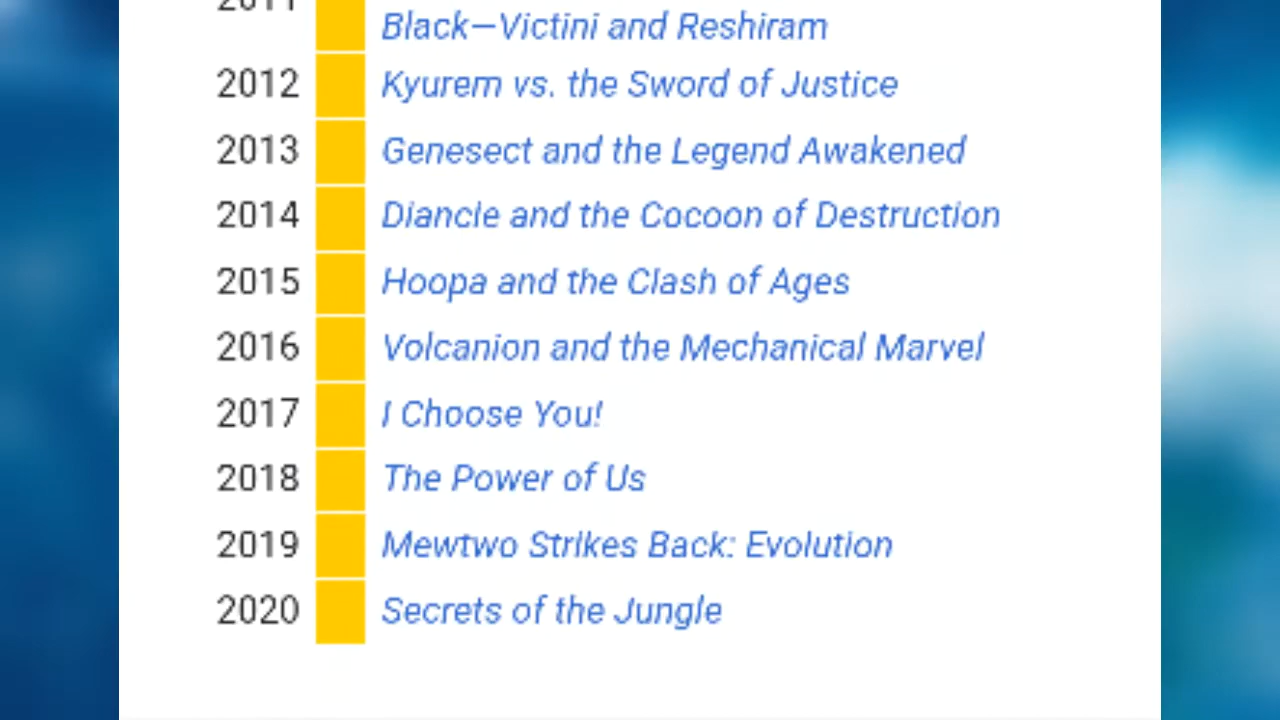 2011
Black—Victini and Reshiram
2012 Kyurem vs. the Sword of Justice
2013 Genesect and the Legend Awakened
2014 Diancie and the Cocoon of Destruction
2015 Hoopa and the Clash of Ages
2016 Volcanion and the Mechanical Marvel
2017 I Choose You!
2018 The Power of Us
2019 Mewtwo Strikes Back: Evolution
2020 Secrets of the Jungle